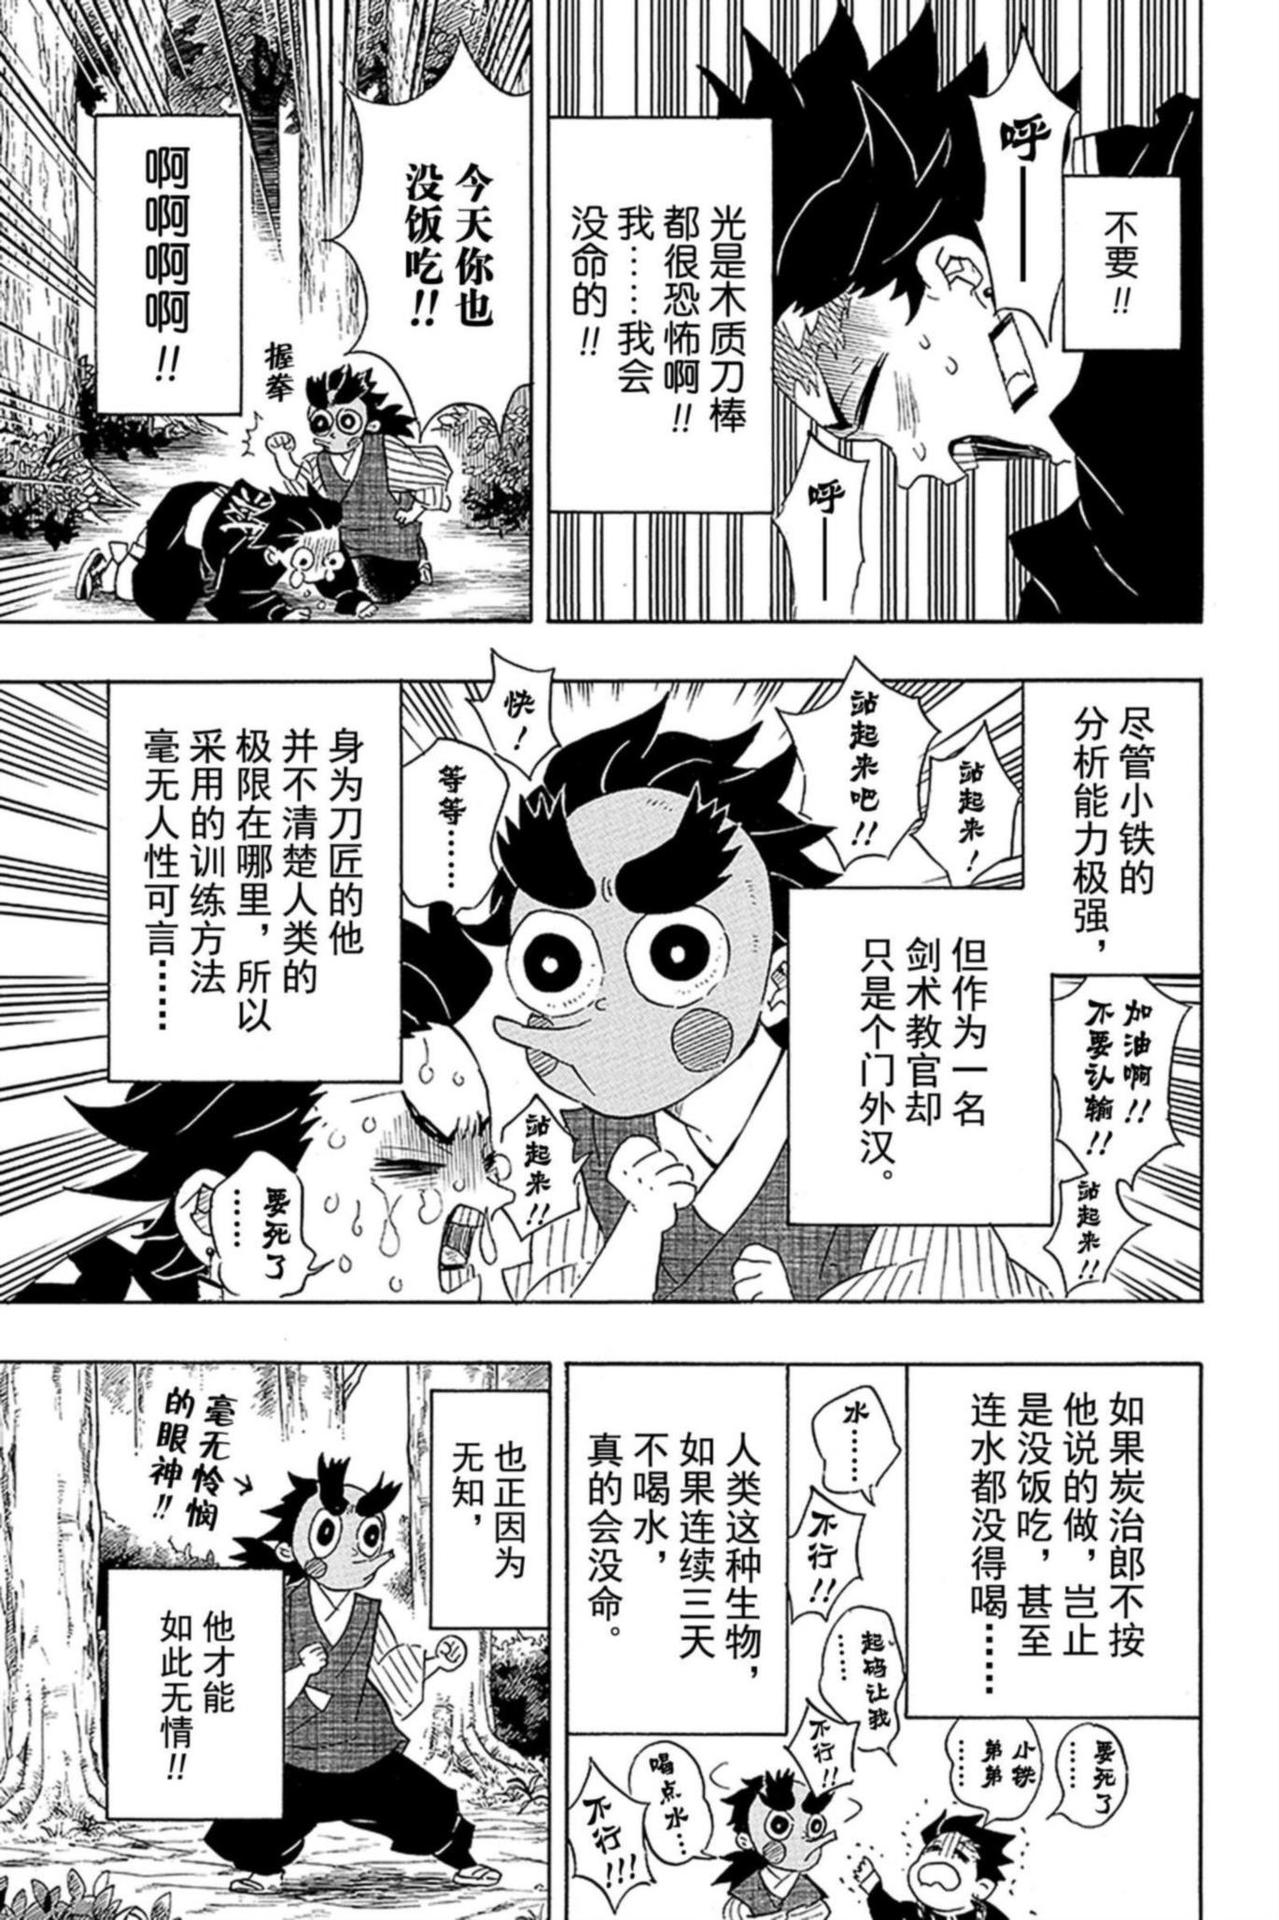 呼——
不要!!
光是木质刀棒
都很恐怖啊!!
我……我会
没命的!!
呼——
今天你也
没饭吃!!
握拳
啊啊啊啊!!
尽管小铁的
分析能力极强，
站起来!
站起来吧!!
快!
等等……
但作为一名
剑术教官却
只是个门外汉。
加油啊!!
不要认输!!
站起来!!
站起来!!
身为刀匠的他
并不清楚人类的
极限在哪里，所以
采用的训练方法
毫无人性可言……
要死了
……
如果炭治郎不按
他说的做，岂止
是没饭吃，甚至
连水都没得喝……
水……
不行!!
人类这种生物，
如果连续三天
不喝水，
真的会没命。
要死了
……
小铁
弟弟
……
起码让我
不行!!
喝点水……
不行!!!
也正因为
无知，
毫无怜悯
的眼神!!
他才能
如此无情!!